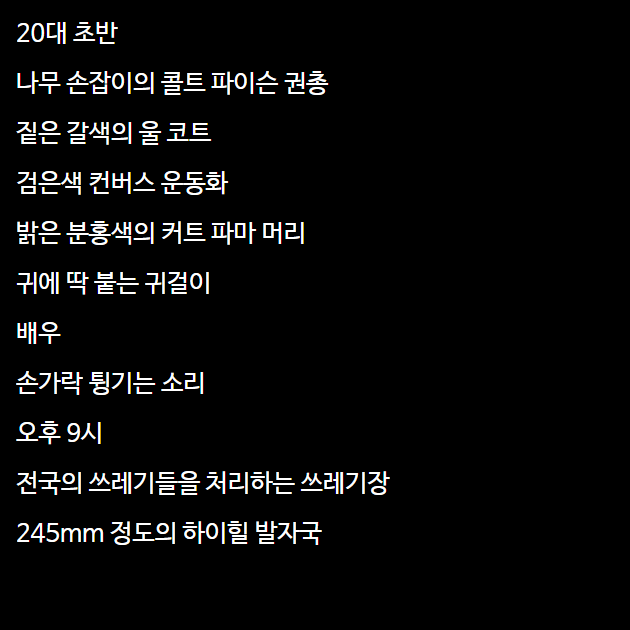 20대 초반
나무 손잡이의 콜트 파이슨 권총
짙은 갈색의 울 코트
검은색 컨버스 운동화
밝은 분홍색의 커트 파마 머리
귀에 딱 붙는 귀걸이
배우
손가락 튕기는 소리
오후 9시
전국의 쓰레기들을 처리하는 쓰레기장
245mm 정도의 하이힐 발자국